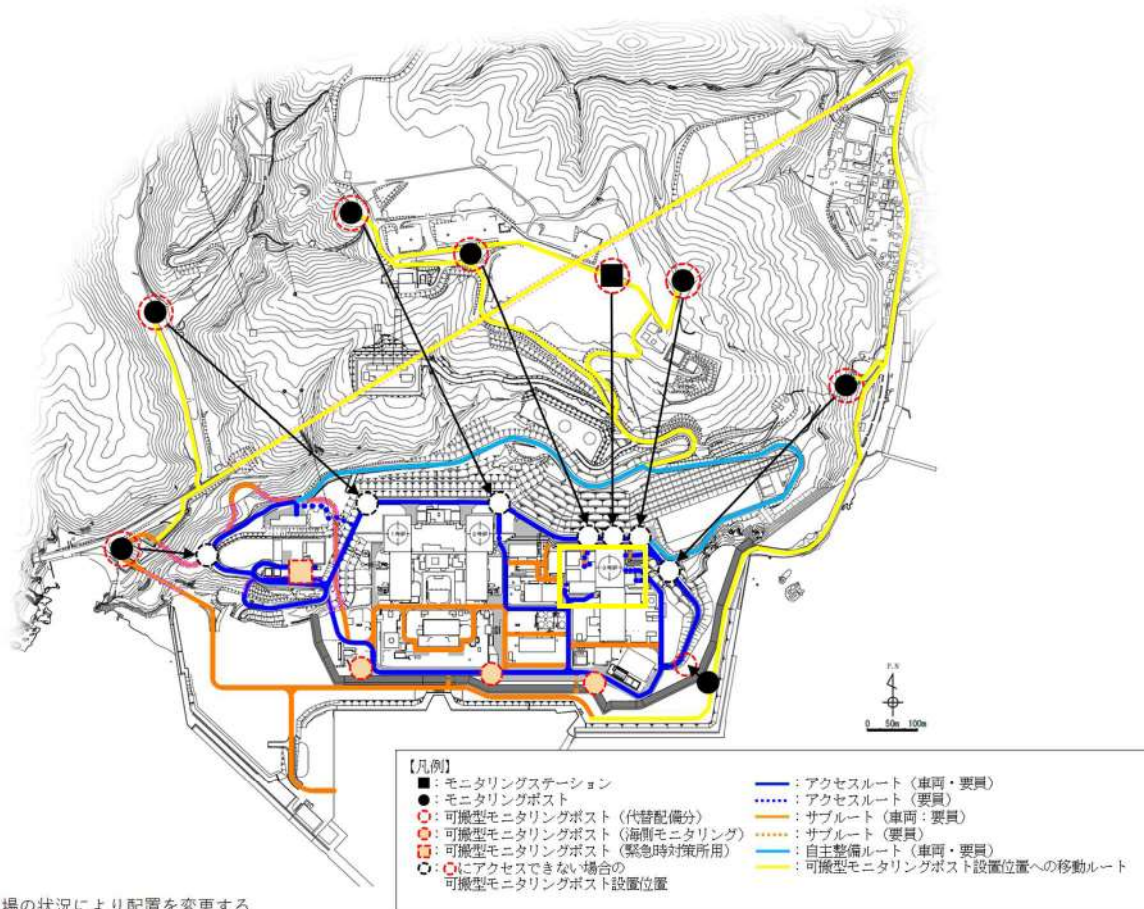 P.N
0 50m 100m
【凡例】
■：モニタリングステーション
●：モニタリングポスト
：可搬型モニタリングポスト（代替配備分）
：可搬型モニタリングポスト（海側モニタリング）
：可搬型モニタリングポスト（緊急時対策所用）
：にアクセスできない場合の
可搬型モニタリングポスト設置位置
：アクセスルート（車両・要員）
：アクセスルート（要員）
：サブルート（車両：要員）
：サブルート（要員）
：自主整備ルート（車両・要員）
：可搬型モニタリングポスト設置位置への移動ルート
場の状況により配置を変更する